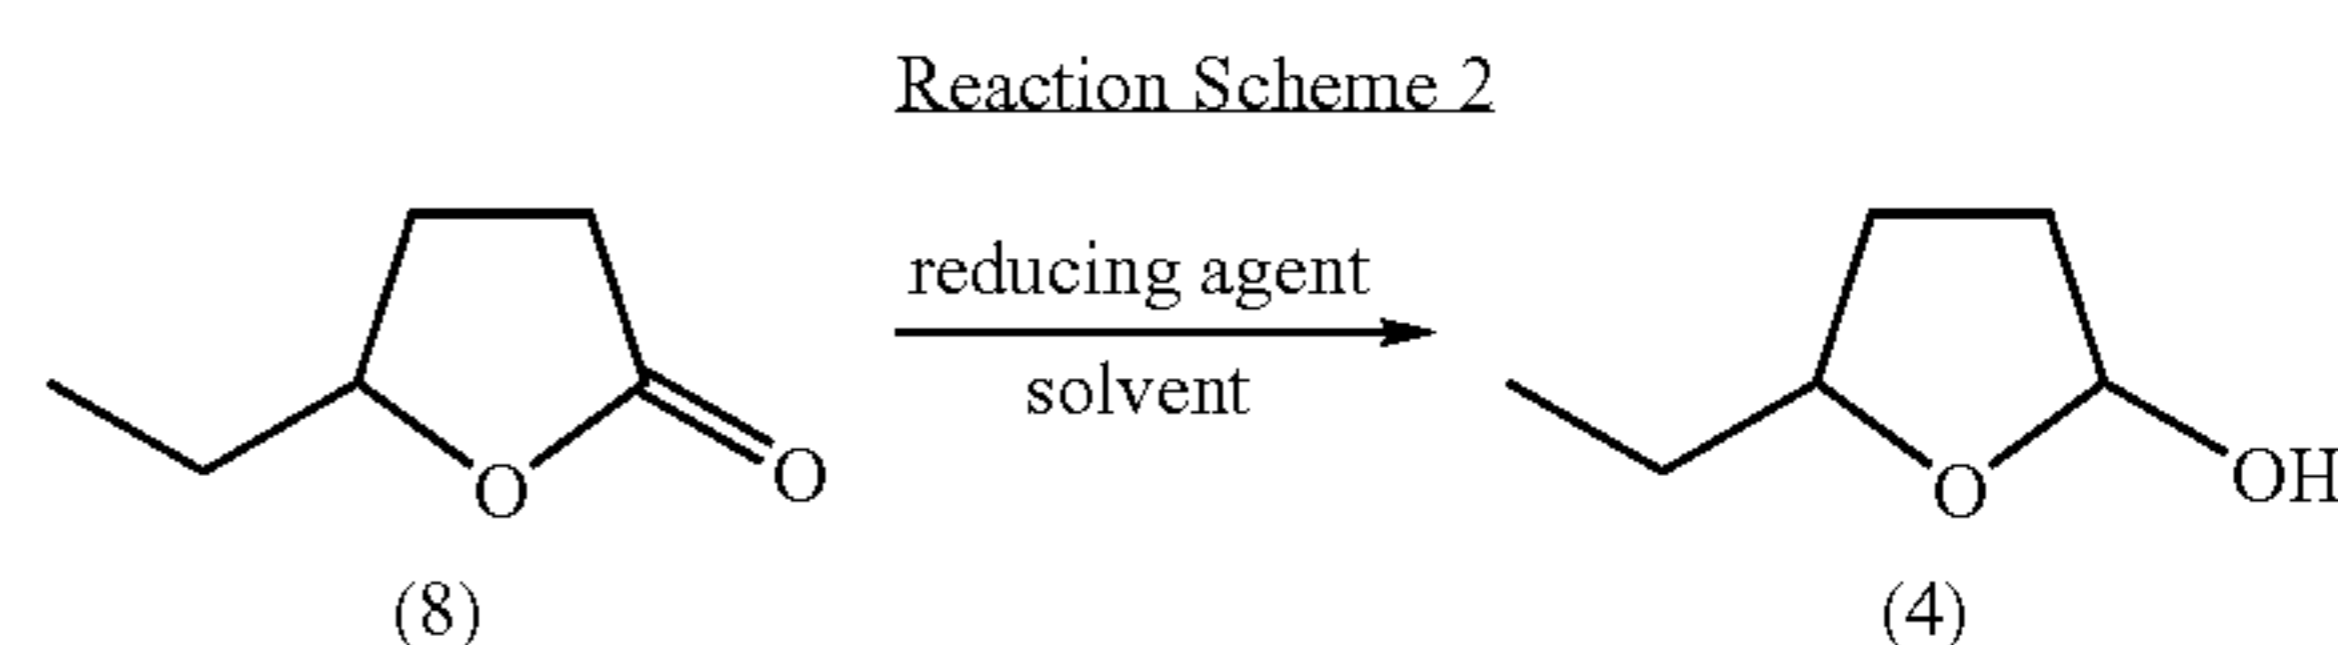 Reaction Scheme 2
reducing agent
solvent
O
O
O
OH
(8)
(4)